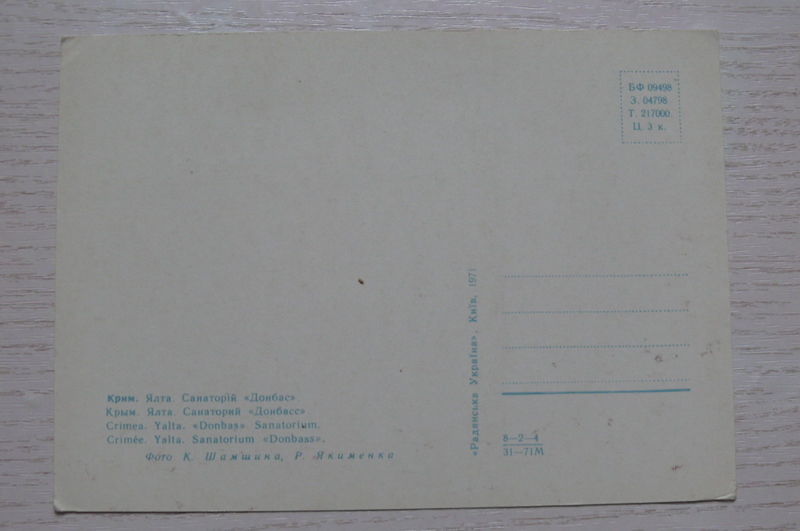 БФ 09498
З. 04798
Т. 217000.
Ц. 3 к.
«Радянська Україна», Київ, 1971
Крим. Ялта. Санаторій «Донбас».
Крым. Ялта. Санаторий «Донбасс».
Crimea. Yalta. «Donbas» Sanatorium.
Crimée. Yalta. Sanatorium «Donbass».
Фото К. Шамшина, Р. Якименка
8—2—4
31—71М